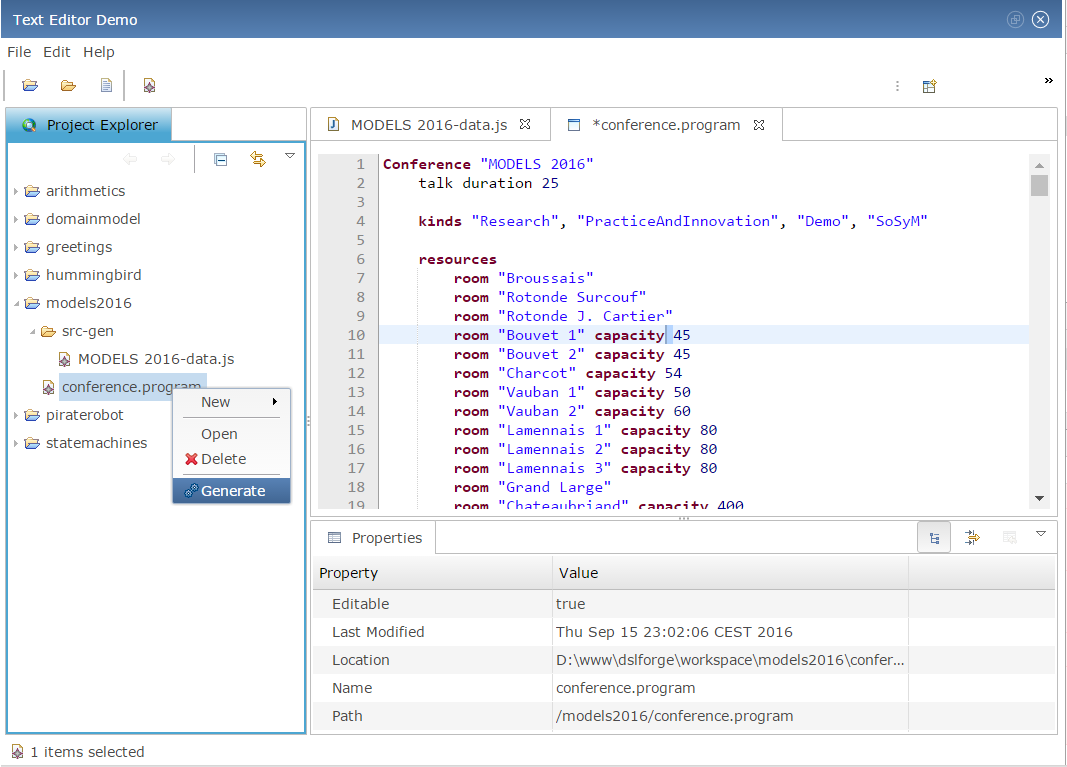 Text Editor Demo
File Edit Help
Project Explorer
arithmetics
domainmodel
greetings
hummingbird
models2016
src-gen
MODELS 2016-data.js
conference.program
piraterobot
statemachines
New
Open
Delete
Generate
MODELS 2016-data.js
*conference.program
1 Conference "MODELS 2016"
2 talk duration 25
3
4 kinds "Research", "PracticeAndInnovation", "Demo", "SoSyM"
5
6 resources
7 room "Broussais"
8 room "Rotonde Surcouf"
9 room "Rotonde J. Cartier"
10 room "Bouvet 1" capacity 45
11 room "Bouvet 2" capacity 45
12 room "Charcot" capacity 54
13 room "Vauban 1" capacity 50
14 room "Vauban 2" capacity 60
15 room "Lamennais 1" capacity 80
16 room "Lamennais 2" capacity 80
17 room "Lamennais 3" capacity 80
18 room "Grand Large"
19 room "Chateaubriand" capacity 400
Properties
Property Value
Editable true
Last Modified Thu Sep 15 23:02:06 CEST 2016
Location D:\www\dslforge\workspace\models2016\confer...
Name conference.program
Path /models2016/conference.program
1 items selected